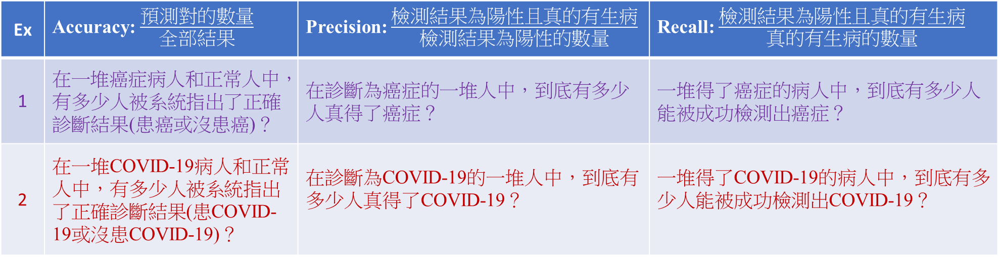 Ex
Accuracy: 預測對的數量
全部結果
Precision: 檢測結果為陽性且真的有生病
檢測結果為陽性的數量
Recall: 檢測結果為陽性且真的有生病
真的有生病的數量
1
在一堆癌症病人和正常人中，
有多少人被系統指出了正確
診斷結果(患癌或沒患癌)？
在診斷為癌症的一堆人中，到底有多少
人真得了癌症？
一堆得了癌症的病人中，到底有多少人
能被成功檢測出癌症？
2
在一堆COVID-19病人和正常
人中，有多少人被系統指出
了正確診斷結果(患COVID-
19或沒患COVID-19)？
在診斷為COVID-19的一堆人中，到底有
多少人真得了COVID-19？
一堆得了COVID-19的病人中，到底有多
少人能被成功檢測出COVID-19？